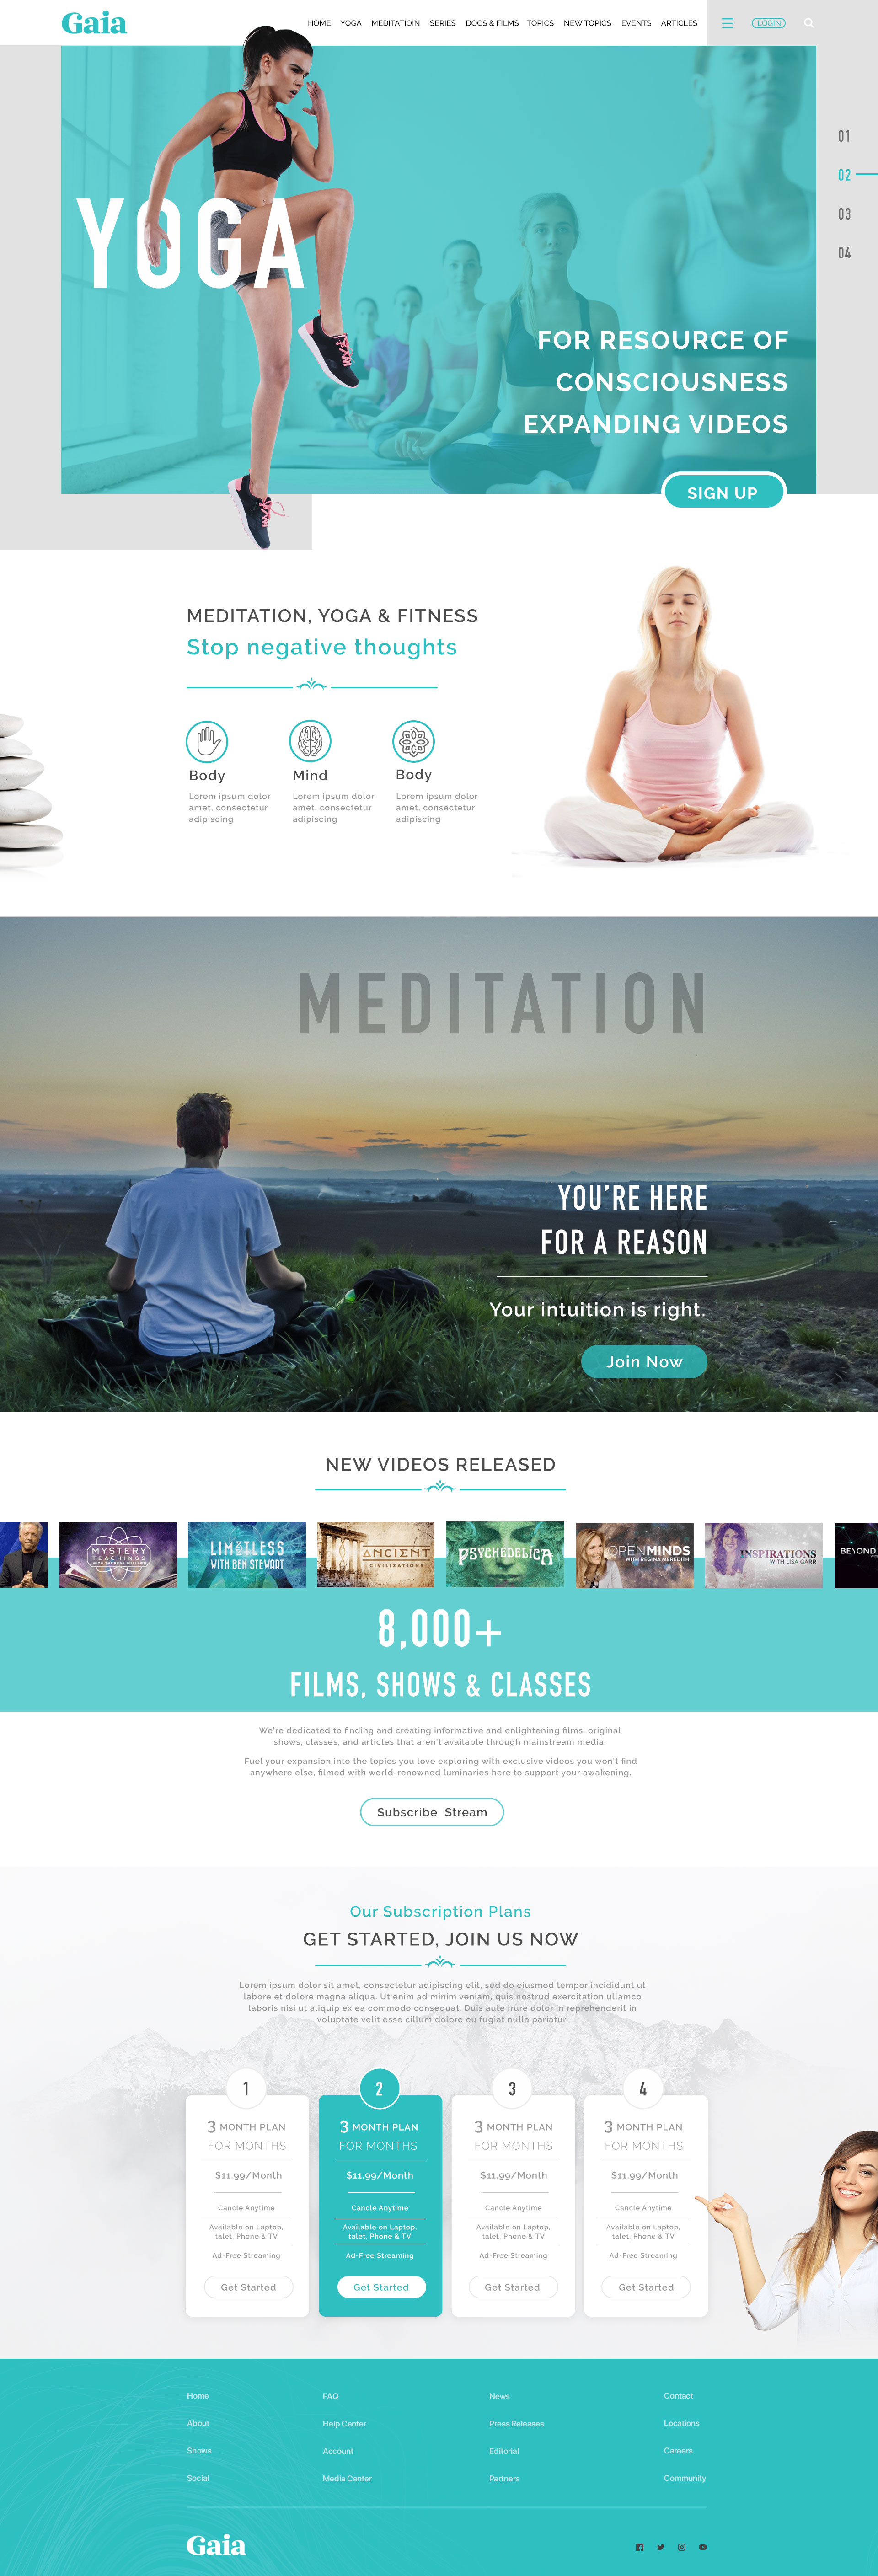 Gaia
HOME YOGA MEDITATIOIN SERIES DOCS & FILMS TOPICS NEW TOPICS EVENTS ARTICLES
LOGIN
01
02
03
04
YOGA
FOR RESOURCE OF
CONSCIOUSNESS
EXPANDING VIDEOS
SIGN UP
MEDITATION, YOGA & FITNESS
Stop negative thoughts
Body
Lorem ipsum dolor
amet, consectetur
adipiscing
Mind
Lorem ipsum dolor
amet, consectetur
adipiscing
Body
Lorem ipsum dolor
amet, consectetur
adipiscing
MEDITATION
YOU'RE HERE
FOR A REASON
Your intuition is right.
Join Now
NEW VIDEOS RELEASED
MYSTERY
TEACHINGS
LIMITLESS
WITH BEN STEWART
ANCIENT
CIVILIZATIONS
PSYCHEDELICA
OPENMINDS
WITH REGINA MEREDITH
INSPIRATIONS
WITH LISA GARR
BEYOND
8,000+
FILMS, SHOWS & CLASSES
We're dedicated to finding and creating informative and enlightening films, original
shows, classes, and articles that aren't available through mainstream media.
Fuel your expansion into the topics you love exploring with exclusive videos you won't find
anywhere else, filmed with world-renowned luminaries here to support your awakening.
Subscribe Stream
Our Subscription Plans
GET STARTED, JOIN US NOW
Lorem ipsum dolor sit amet, consectetur adipiscing elit, sed do eiusmod tempor incididunt ut
labore et dolore magna aliqua. Ut enim ad minim veniam, quis nostrud exercitation ullamco
laboris nisi ut aliquip ex ea commodo consequat. Duis aute irure dolor in reprehenderit in
voluptate velit esse cillum dolore eu fugiat nulla pariatur.
1
3 MONTH PLAN
FOR MONTHS
$11.99/Month
Cancle Anytime
Available on Laptop,
talet, Phone & TV
Ad-Free Streaming
Get Started
2
3 MONTH PLAN
FOR MONTHS
$11.99/Month
Cancle Anytime
Available on Laptop,
talet, Phone & TV
Ad-Free Streaming
Get Started
3
3 MONTH PLAN
FOR MONTHS
$11.99/Month
Cancle Anytime
Available on Laptop,
talet, Phone & TV
Ad-Free Streaming
Get Started
4
3 MONTH PLAN
FOR MONTHS
$11.99/Month
Cancle Anytime
Available on Laptop,
talet, Phone & TV
Ad-Free Streaming
Get Started
Home
About
Shows
Social
FAQ
Help Center
Account
Media Center
News
Press Releases
Editorial
Partners
Contact
Locations
Careers
Community
Gaia